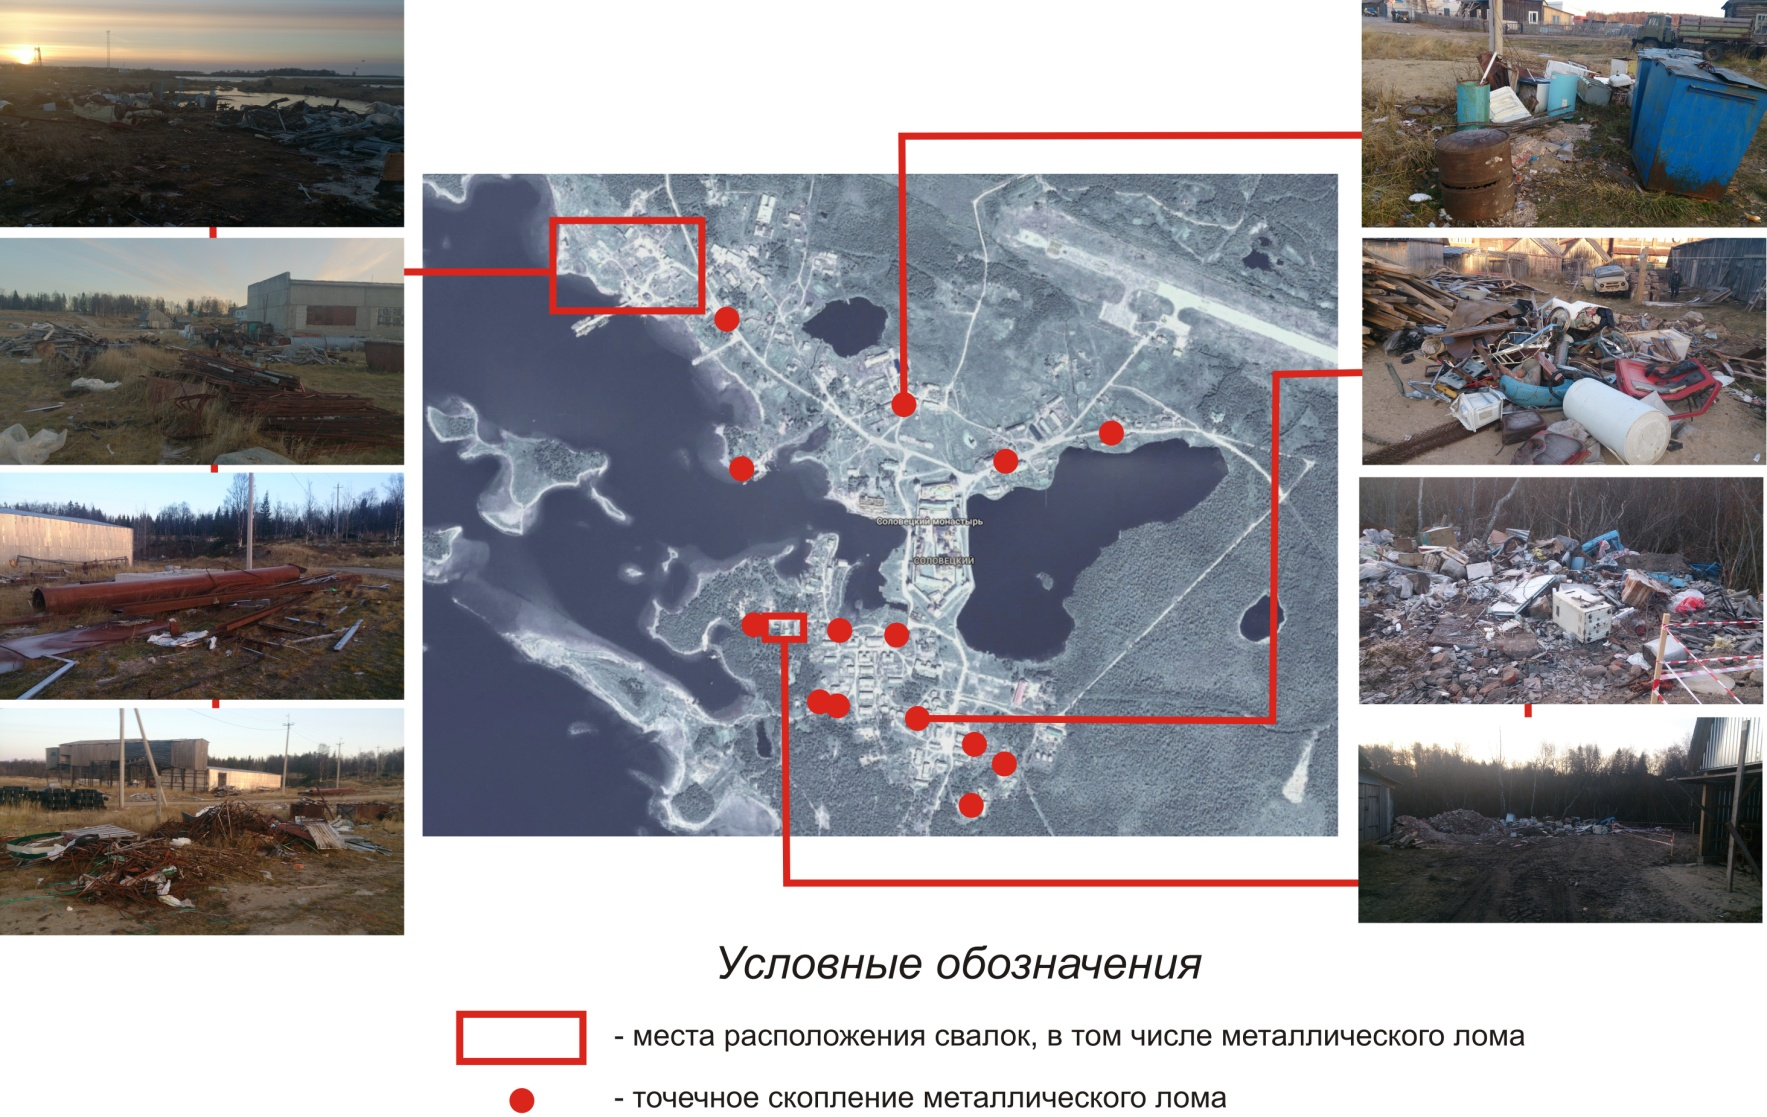 Соловецкий монастырь
СОЛОВЕЦКИЙ
Условные обозначения
- места расположения свалок, в том числе металлического лома
- точечное скопление металлического лома